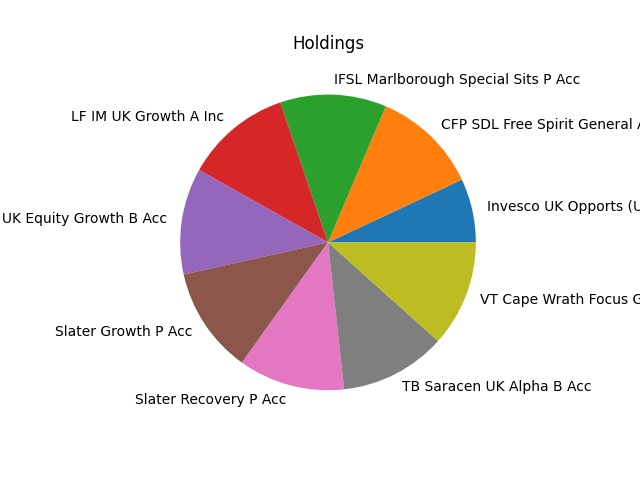 Holdings
IFSL Marlborough Special Sits P Acc
LF IM UK Growth A Inc
CFP SDL Free Spirit General
Invesco UK Opports
UK Equity Growth B Acc
VT Cape Wrath Focus
Slater Growth P Acc
TB Saracen UK Alpha B Acc
Slater Recovery P Acc